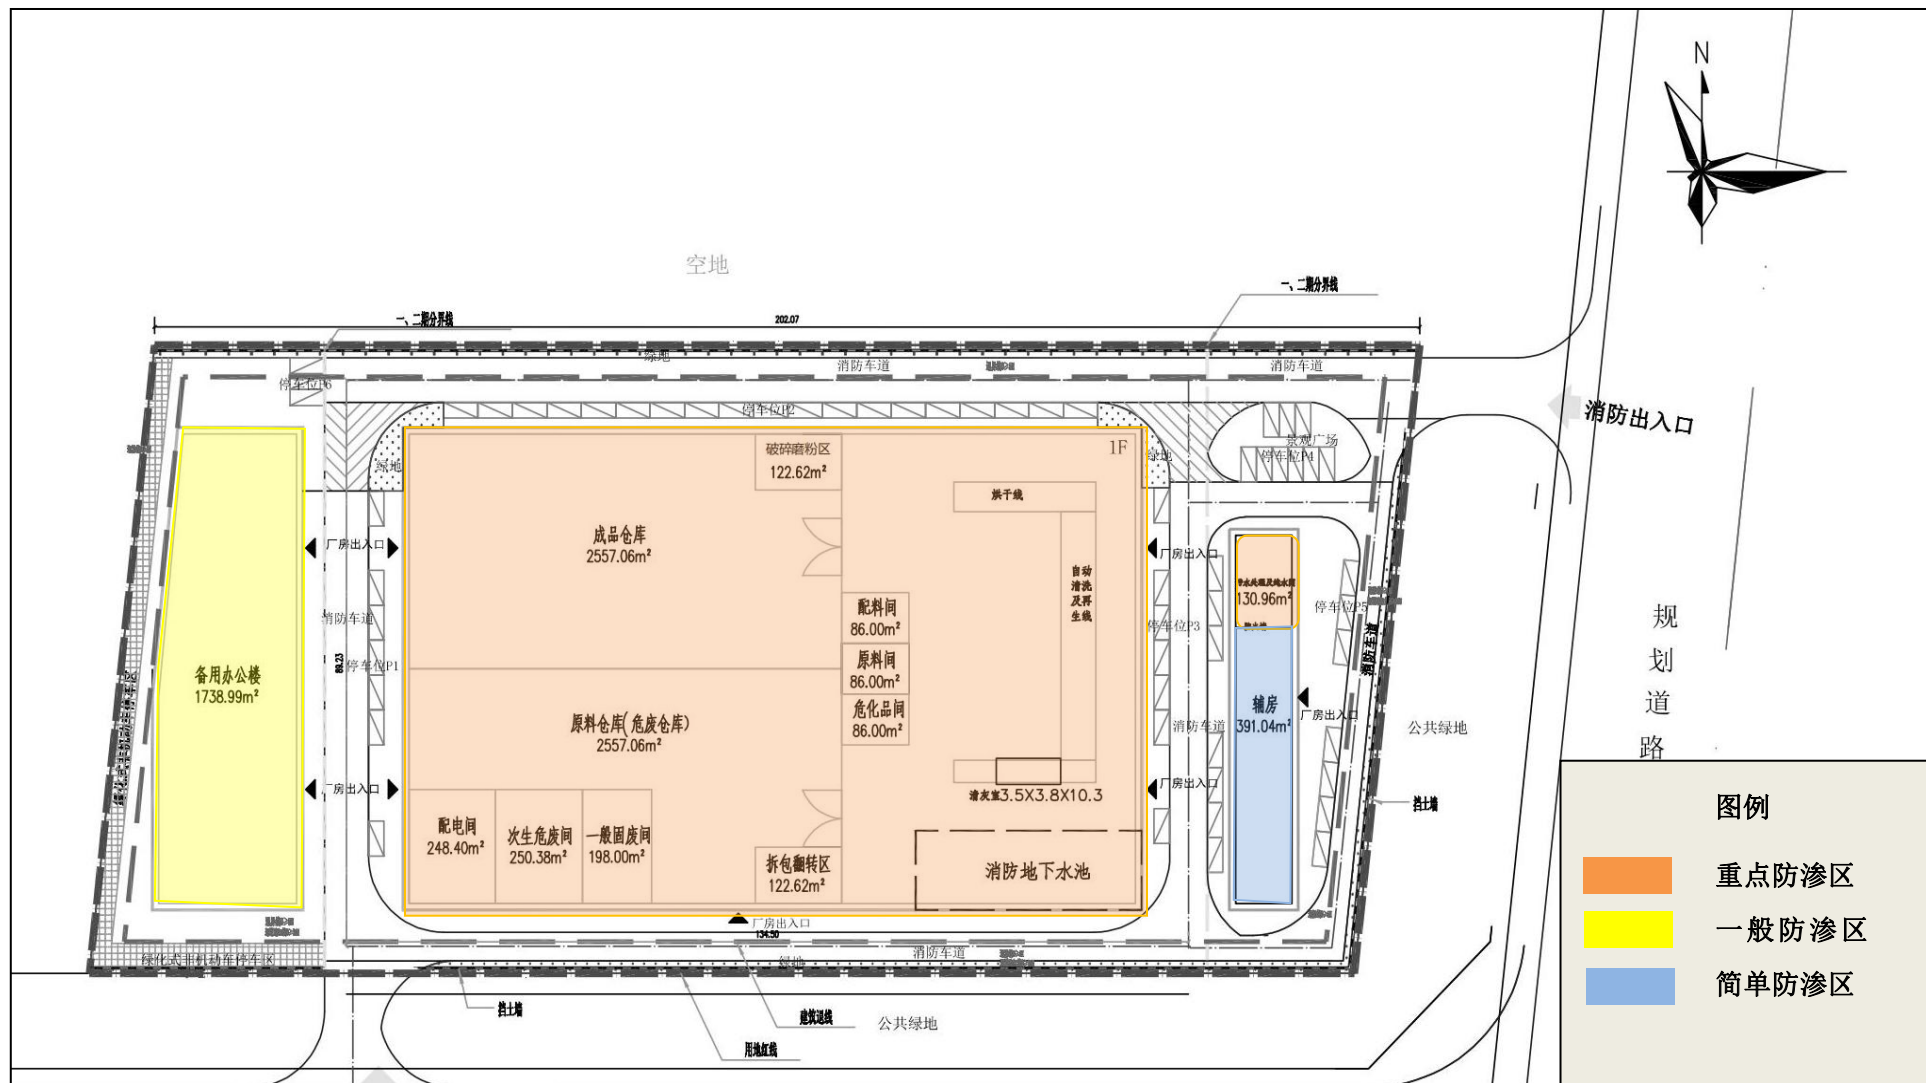 N
空地
一、二期分界线
一、二期分界线
202.07
绿地
消防车道
消防车道
停车位P6
停车位P2
消防出入口
景观广场
停车位P4
绿地
绿地
破碎磨粉区
122.62m²
1F
烘干线
成品仓库
2557.06m²
厂房出入口
厂房出入口
自动
清洗
及再
生线
130.96m²
配料间
86.00m²
停车位P5
停车位P3
消防车道
消防车道
规
划
道
路
原料间
86.00m²
停车位P1
89.23
备用办公楼
1738.99m²
危化品间
86.00m²
原料仓库(危废仓库)
2557.06m²
辅房
391.04m²
厂房出入口
消防车道
公共绿地
厂房出入口
厂房出入口
清灰室3.5X3.8X10.3
挡土墙
配电间
248.40m²
次生危废间
250.38m²
一般固废间
198.00m²
拆包翻转区
122.62m²
消防地下水池
厂房出入口
134.50
绿化式非机动车停车区
绿地
消防车道
挡土墙
建筑退线
公共绿地
用地红线
图例
重点防渗区
一般防渗区
简单防渗区